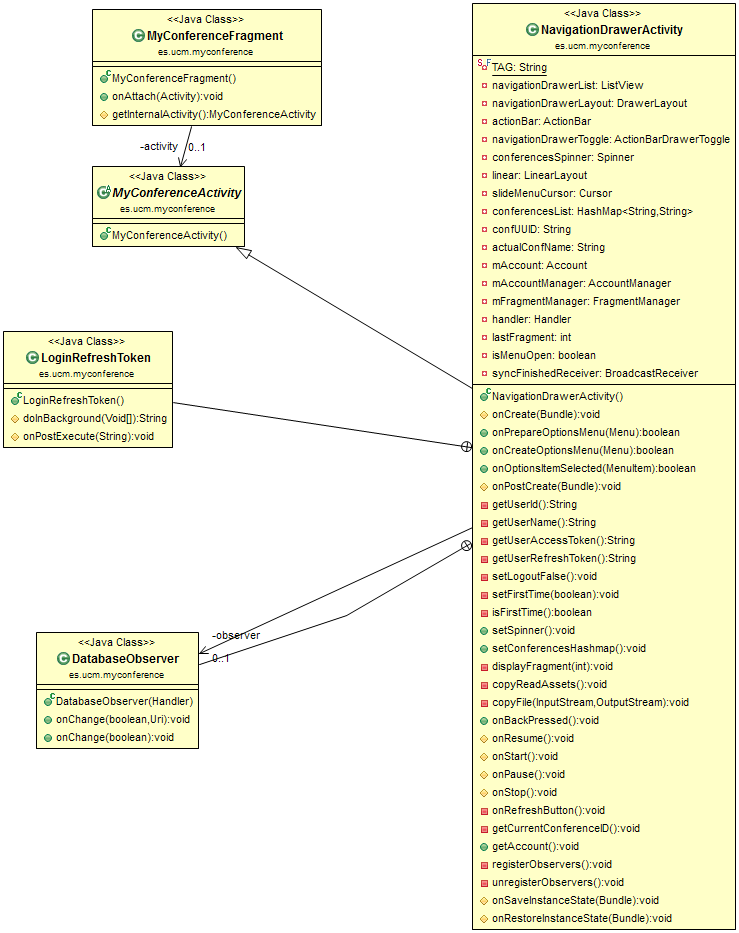 <<Java Class>>
MyConferenceFragment
es.ucm.myconference
MyConferenceFragment()
onAttach(Activity):void
getInternalActivity():MyConferenceActivity
-activity
0..1
<<Java Class>>
MyConferenceActivity
es.ucm.myconference
MyConferenceActivity()
<<Java Class>>
LoginRefreshToken
es.ucm.myconference
LoginRefreshToken()
doInBackground(Void[]):String
onPostExecute(String):void
-observer
0..1
<<Java Class>>
DatabaseObserver
es.ucm.myconference
DatabaseObserver(Handler)
onChange(boolean,Uri):void
onChange(boolean):void
<<Java Class>>
NavigationDrawerActivity
es.ucm.myconference
TAG: String
navigationDrawerList: ListView
navigationDrawerLayout: DrawerLayout
actionBar: ActionBar
navigationDrawerToggle: ActionBarDrawerToggle
conferencesSpinner: Spinner
linear: LinearLayout
slideMenuCursor: Cursor
conferencesList: HashMap<String,String>
confUUID: String
actualConfName: String
mAccount: Account
mAccountManager: AccountManager
mFragmentManager: FragmentManager
handler: Handler
lastFragment: int
isMenuOpen: boolean
syncFinishedReceiver: BroadcastReceiver
NavigationDrawerActivity()
onCreate(Bundle):void
onPrepareOptionsMenu(Menu):boolean
onCreateOptionsMenu(Menu):boolean
onOptionsItemSelected(MenuItem):boolean
onPostCreate(Bundle):void
getUserId():String
getUserName():String
getUserAccessToken():String
getUserRefreshToken():String
setLogoutFalse():void
setFirstTime(boolean):void
isFirstTime():boolean
setSpinner():void
setConferencesHashmap():void
displayFragment(int):void
copyReadAssets():void
copyFile(InputStream,OutputStream):void
onBackPressed():void
onResume():void
onStart():void
onPause():void
onStop():void
onRefreshButton():void
getCurrentConferenceID():void
getAccount():void
registerObservers():void
unregisterObservers():void
onSaveInstanceState(Bundle):void
onRestoreInstanceState(Bundle):void